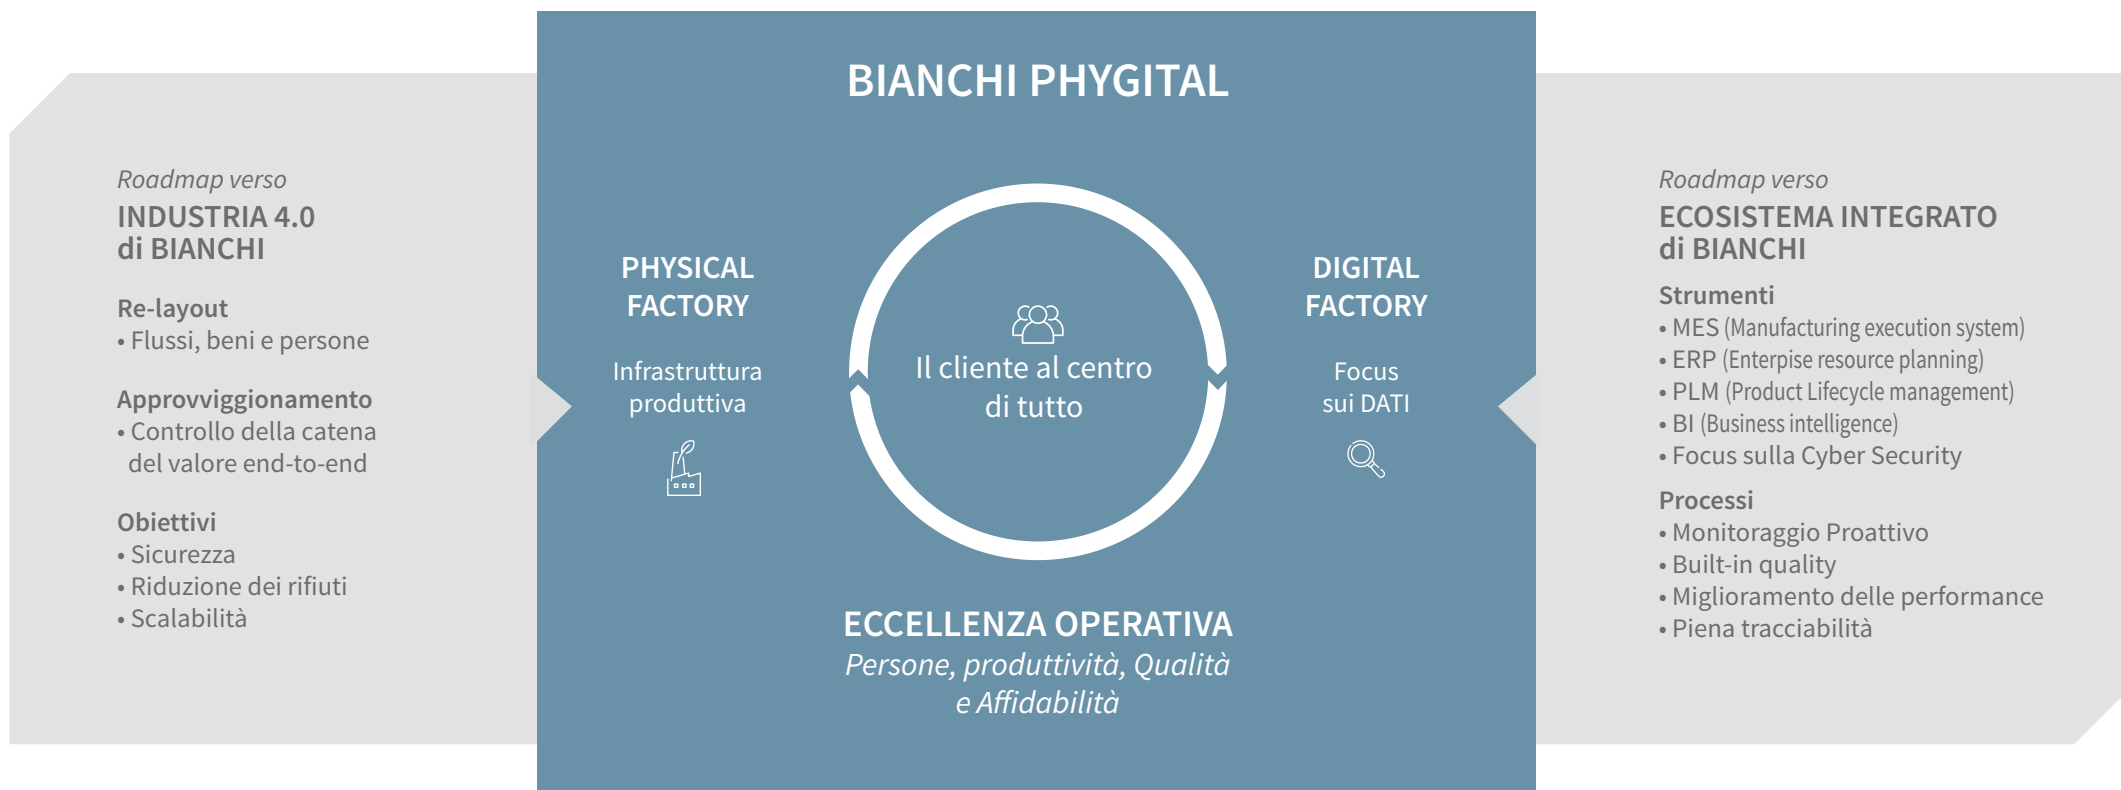 BIANCHI PHYGITAL
Roadmap verso
INDUSTRIA 4.0
di BIANCHI
Re-layout
• Flussi, beni e persone
Approvviggionamento
• Controllo della catena
del valore end-to-end
Obiettivi
• Sicurezza
• Riduzione dei rifiuti
• Scalabilità
PHYSICAL
FACTORY
Infrastruttura
produttiva
Il cliente al centro
di tutto
DIGITAL
FACTORY
Focus
sui DATI
ECCELLENZA OPERATIVA
Persone, produttività, Qualità
e Affidabilità
Roadmap verso
ECOSISTEMA INTEGRATO
di BIANCHI
Strumenti
• MES (Manufacturing execution system)
• ERP (Enterpise resource planning)
• PLM (Product Lifecycle management)
• BI (Business intelligence)
• Focus sulla Cyber Security
Processi
• Monitoraggio Proattivo
• Built-in quality
• Miglioramento delle performance
• Piena tracciabilità